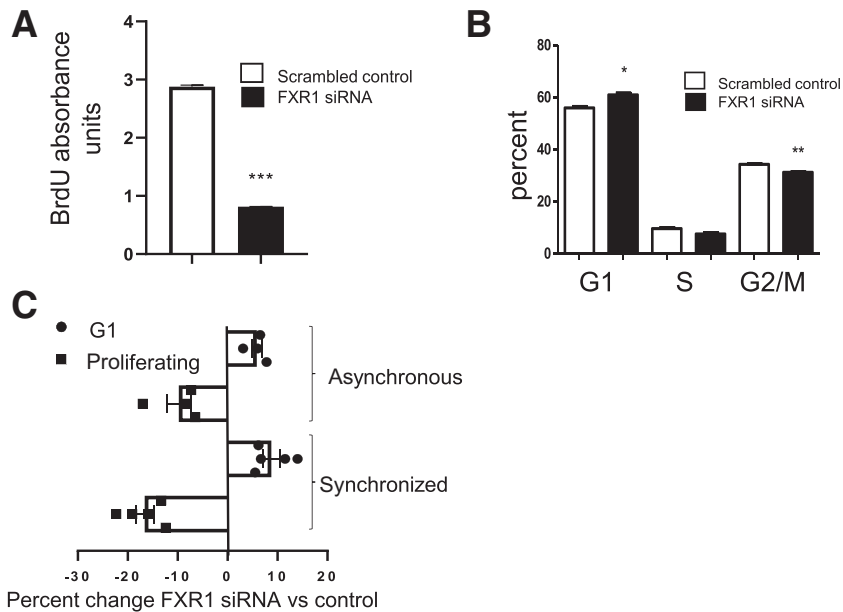 A
BrdU absorbance
units
4
3
2
1
0
Scrambled control
FXR1 siRNA
***
B
percent
80
60
40
20
0
*
**
Scrambled control
FXR1 siRNA
G1 S G2/M
C
G1
Proliferating
Asynchronous
Synchronized
-30 -20 -10 0 10 20
Percent change FXR1 siRNA vs control